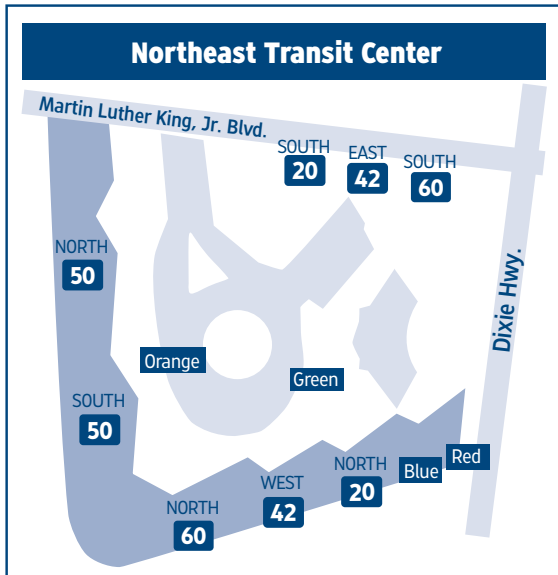 Northeast Transit Center
Martin Luther King, Jr. Blvd.
SOUTH
20
EAST
42
SOUTH
60
Dixie Hwy.
NORTH
50
Orange
Green
SOUTH
50
Red
Blue
NORTH
20
WEST
42
NORTH
60